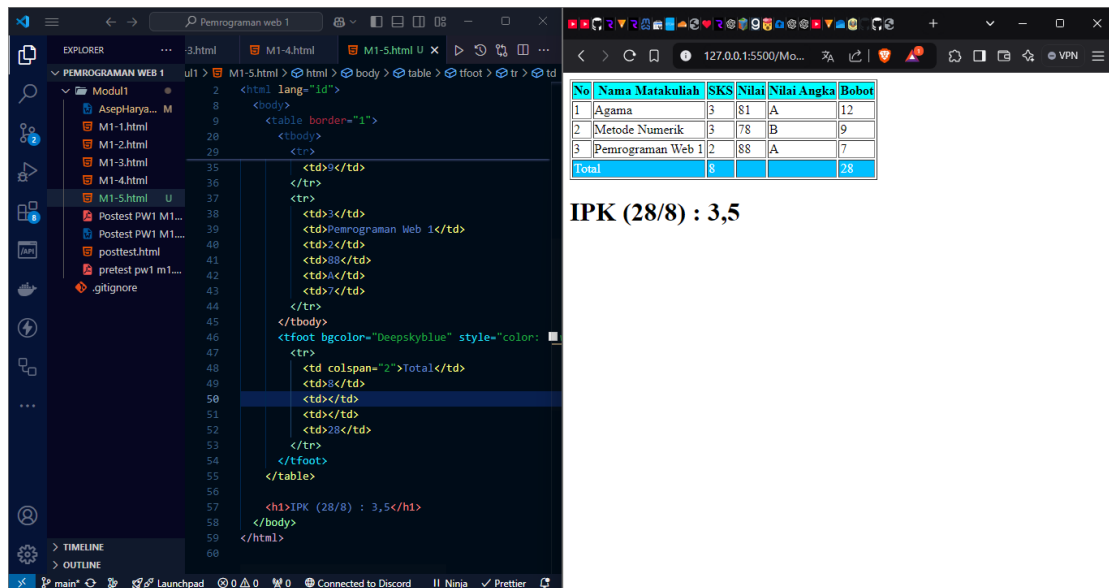 Pemrograman web 1
EXPLORER
PEMROGRAMAN WEB 1
Modul1
AsepHarya... M
M1-1.html
M1-2.html
M1-3.html
M1-4.html
M1-5.html U
Postest PW1 M1...
Postest PW1 M1....
posttest.html
pretest pw1 m1....
.gitignore
TIMELINE
OUTLINE
-3.html M1-4.html M1-5.html U
ul1 > M1-5.html > html > body > table > tfoot > tr > td
2 <html lang="id">
8 <body>
9 <table border="1">
20 <tbody>
29 <tr>
35 <td>9</td>
36 </tr>
37 <tr>
38 <td>3</td>
39 <td>Pemrograman Web 1</td>
40 <td>2</td>
41 <td>88</td>
42 <td>A</td>
43 <td>7</td>
44 </tr>
45 </tbody>
46 <tfoot bgcolor="Deepskyblue" style="color:
47 <tr>
48 <td colspan="2">Total</td>
49 <td>8</td>
50 <td></td>
51 <td></td>
52 <td>28</td>
53 </tr>
54 </tfoot>
55 </table>
56
57 <h1>IPK (28/8) : 3,5</h1>
58 </body>
59 </html>
60
main* Launchpad 0 0 0 Connected to Discord Ninja Prettier
127.0.0.1:5500/Mo... VPN
No Nama Matakuliah SKS Nilai Nilai Angka Bobot
1 Agama 3 81 A 12
2 Metode Numerik 3 78 B 9
3 Pemrograman Web 1 2 88 A 7
Total 8 28
IPK (28/8) : 3,5